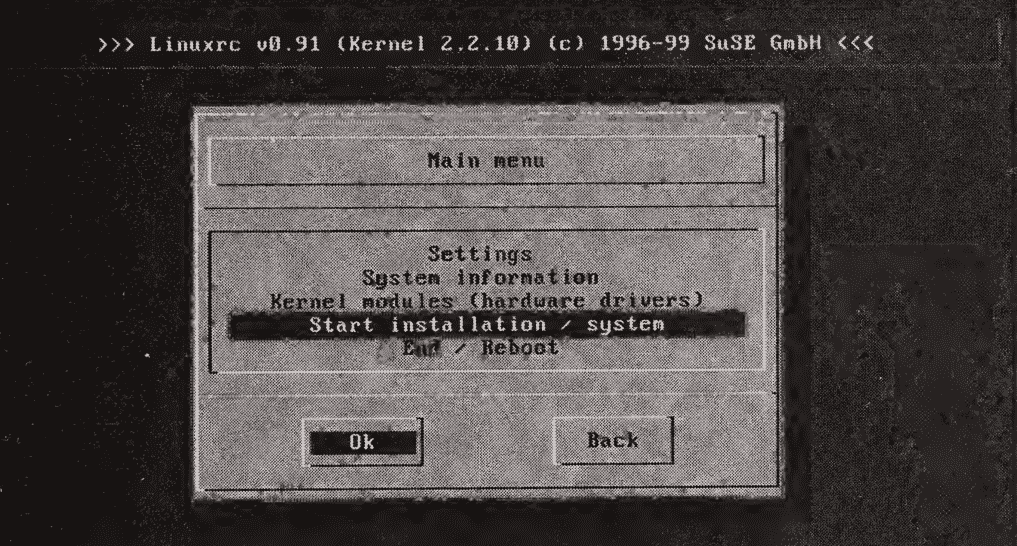 >>> Linuxrc v0.91 (Kernel 2.2.10) (c) 1996-99 SuSE GmbH <<<
Main menu
Settings
System information
Kernel modules (hardware drivers)
Start installation / system
End / Reboot
Ok Back